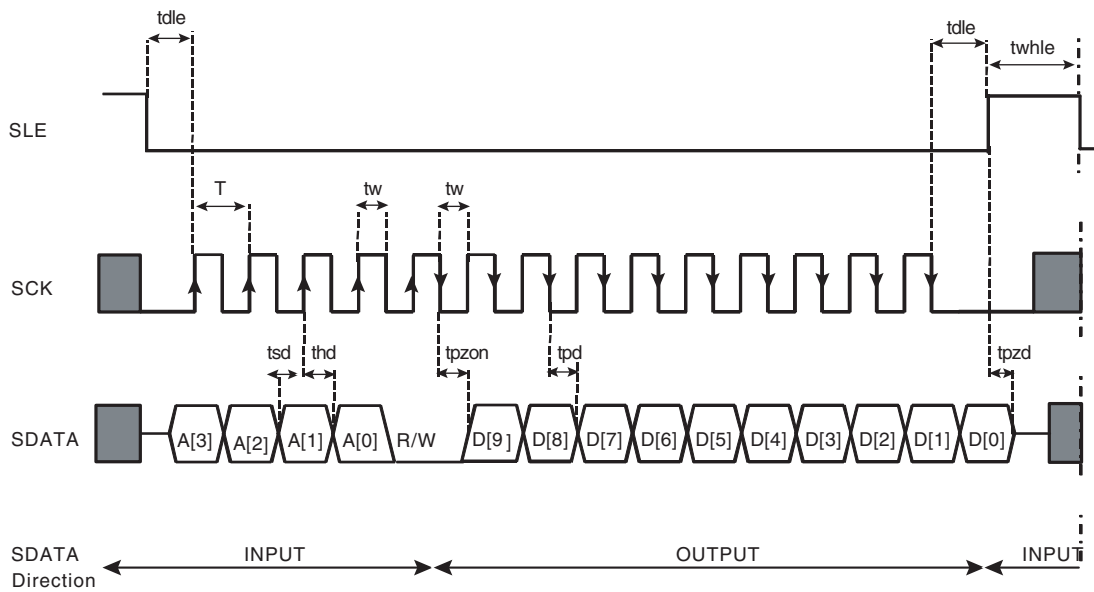 tdle
tdle
twhle
SLE
T
tw
tw
SCK
tsd
thd
tpzon
tpd
tpzd
SDATA
A[3]
A[2]
A[1]
A[0]
R/W
D[9]
D[8]
D[7]
D[6]
D[5]
D[4]
D[3]
D[2]
D[1]
D[0]
SDATA
Direction
INPUT
OUTPUT
INPUT